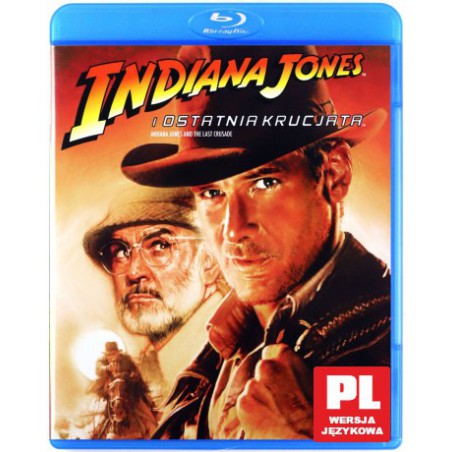 Blu-ray Disc
INDIANA JONES
I OSTATNIA KRUCJATA
INDIANA JONES AND THE LAST CRUSADE
PL
WERSJA
JĘZYKOWA